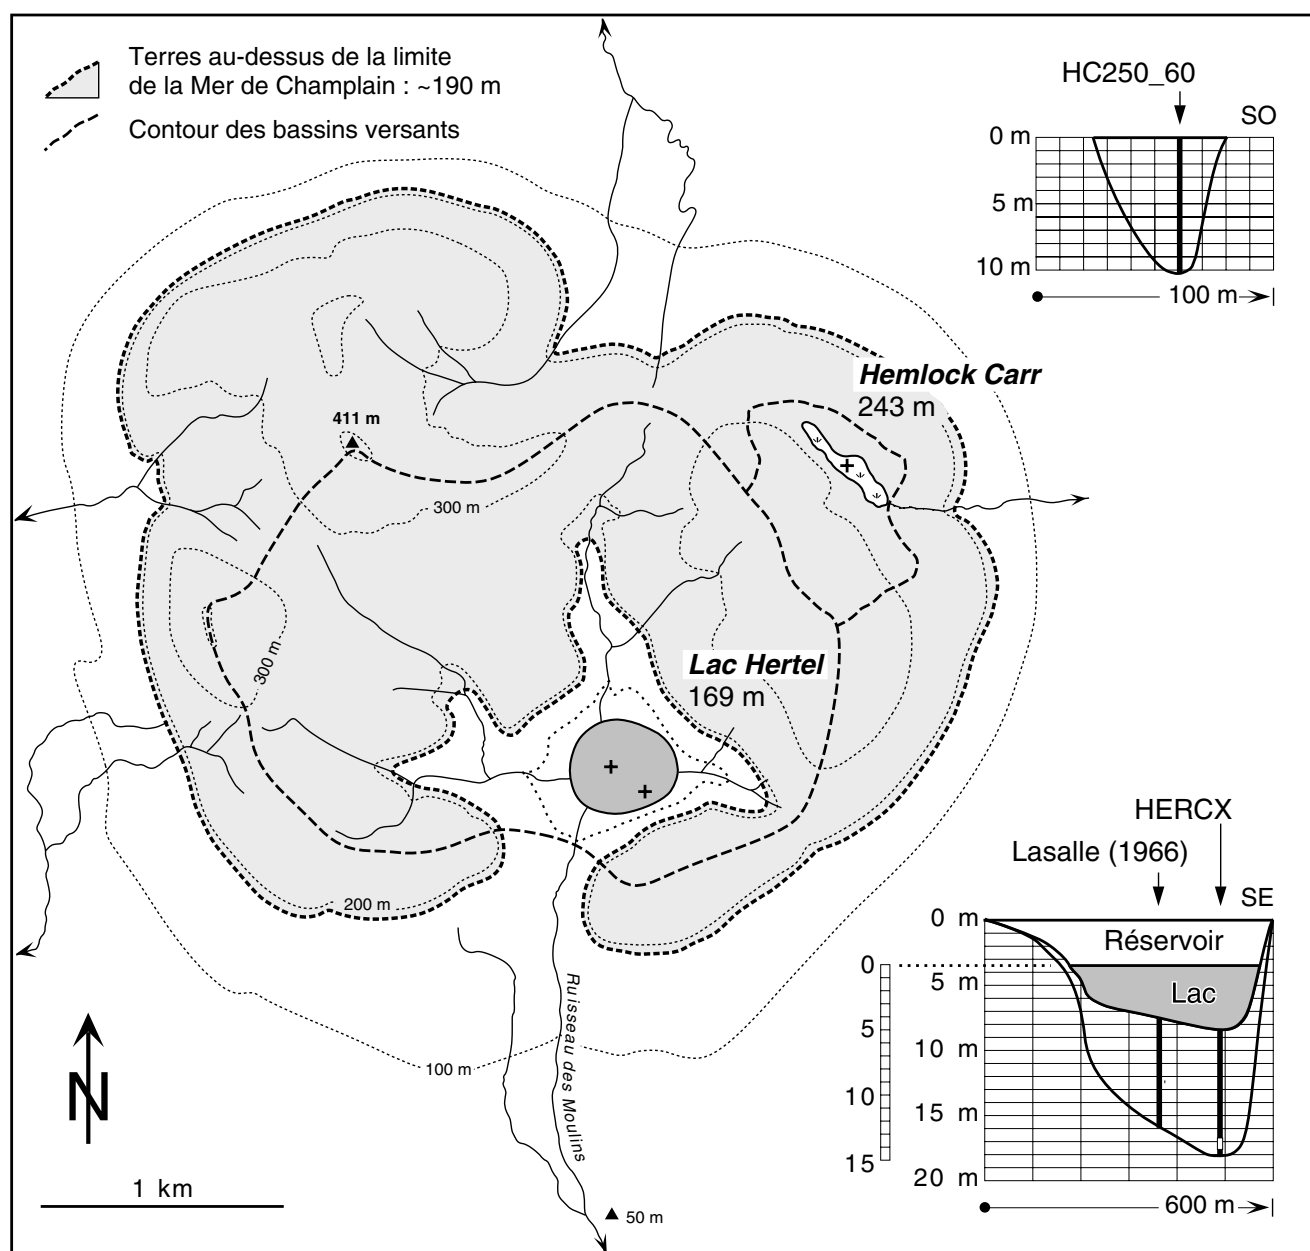 Terres au-dessus de la limite
de la Mer de Champlain : ~190 m
Contour des bassins versants
HC250_60
SO
0 m
5 m
10 m
100 m
Hemlock Carr
243 m
411 m
300 m
300 m
Lac Hertel
169 m
200 m
100 m
Ruisseau des Moulins
50 m
N
1 km
HERCX
Lasalle (1966)
SE
0 m
5 m
10 m
15 m
20 m
0
5
10
15
Réservoir
Lac
600 m